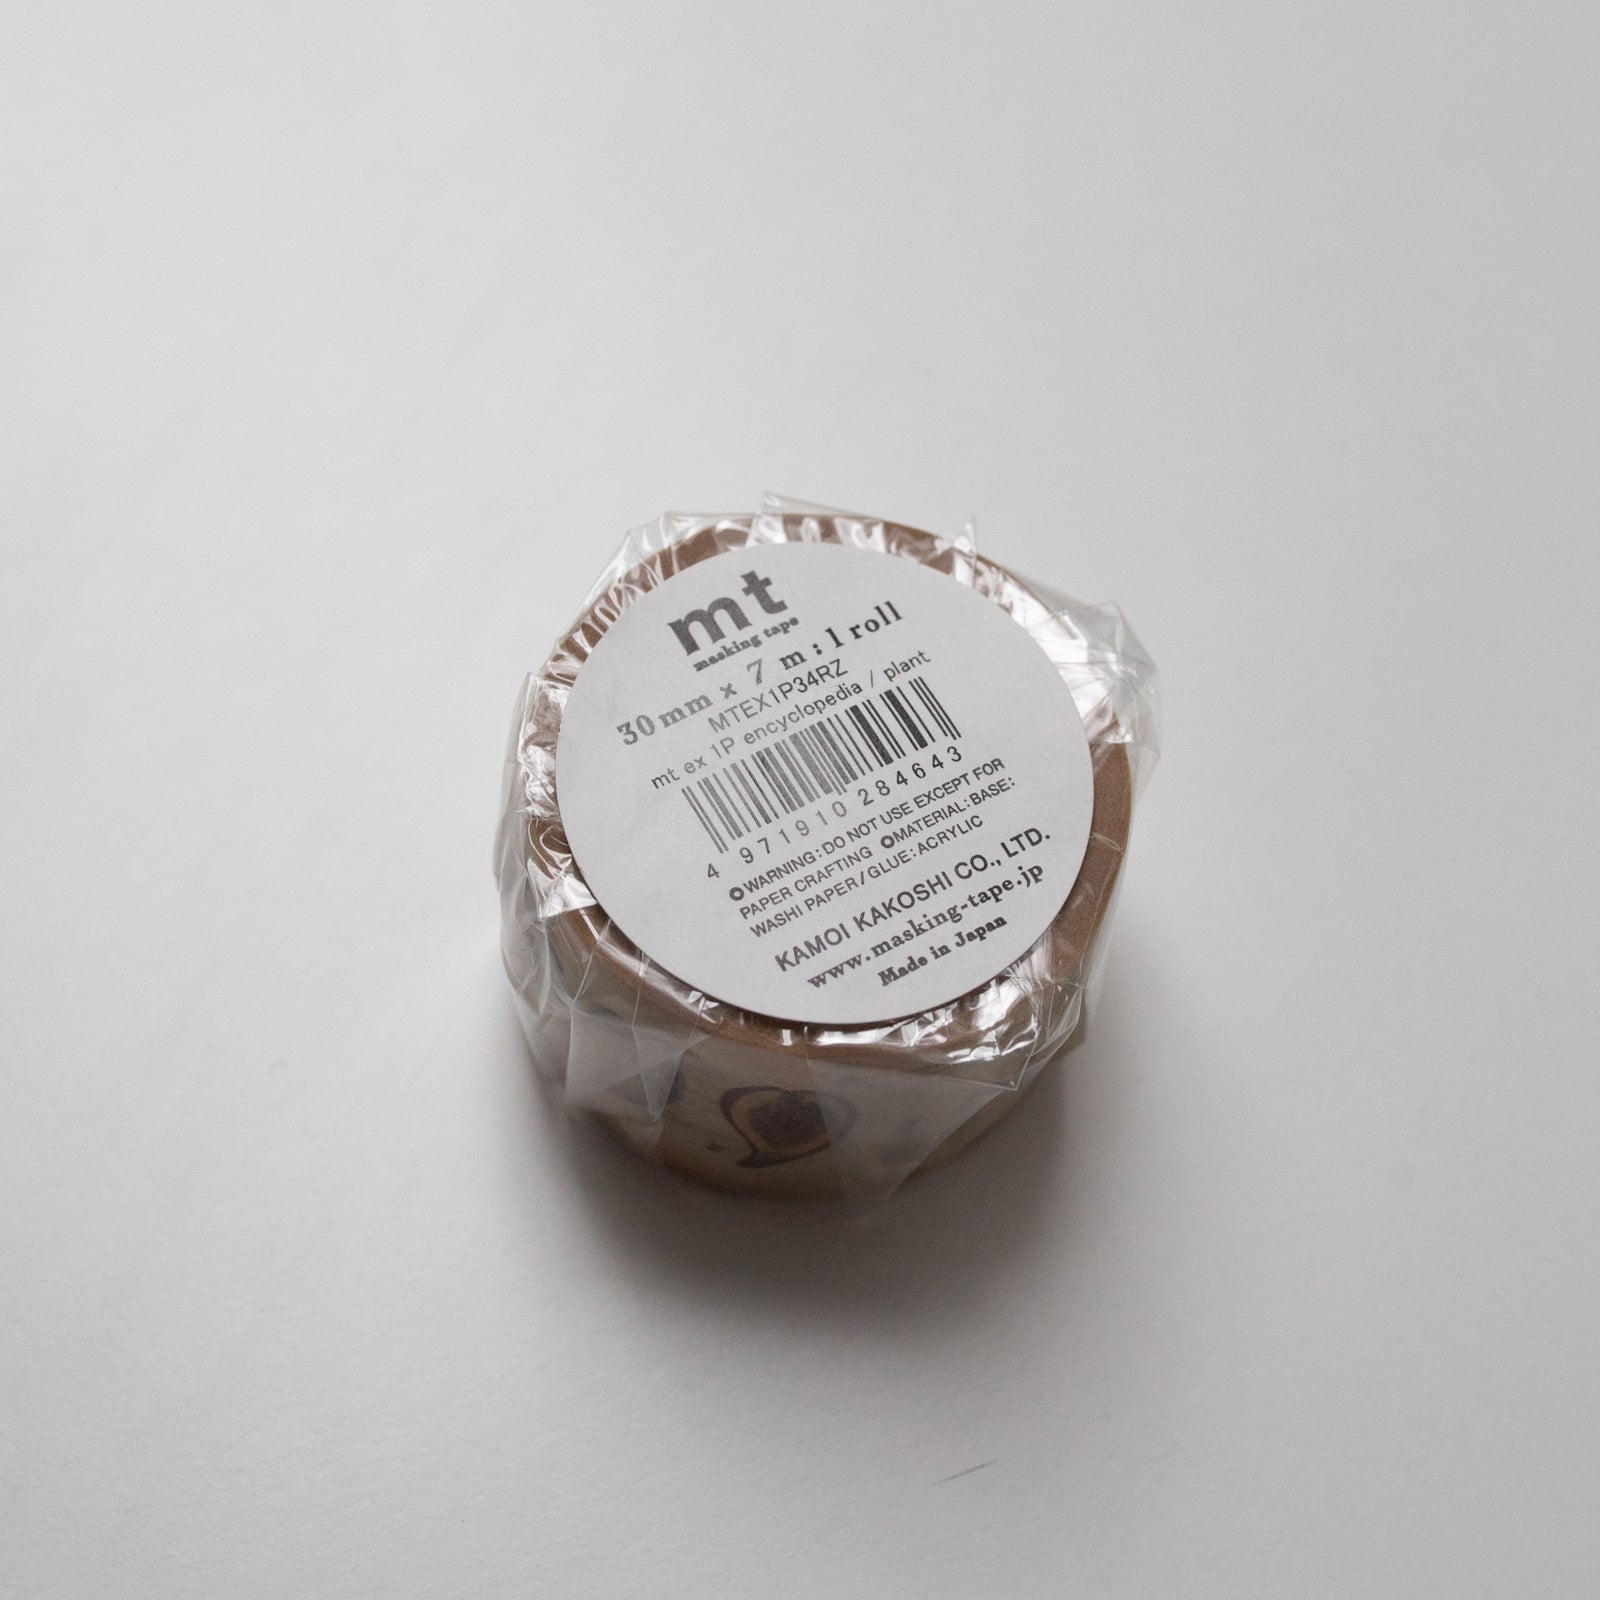 mt
masking tape
30mm × 7 m : 1 roll
MTEX1P34RZ
mt ex 1P encyclopedia / plant
4 971910 284643
✪WARNING:DO NOT USE EXCEPT FOR
PAPER CRAFTING ✪MATERIAL:BASE:
WASHI PAPER/GLUE:ACRYLIC
KAMOI KAKOSHI CO., LTD.
www.masking-tape.jp
Made in Japan